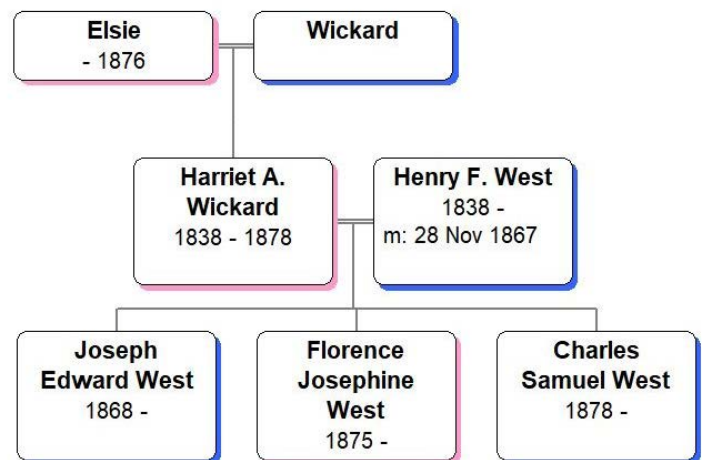 Elsie
- 1876
Wickard
Harriet A.
Wickard
1838 - 1878
Henry F. West
1838 -
m: 28 Nov 1867
Joseph
Edward West
1868 -
Florence
Josephine
West
1875 -
Charles
Samuel West
1878 -